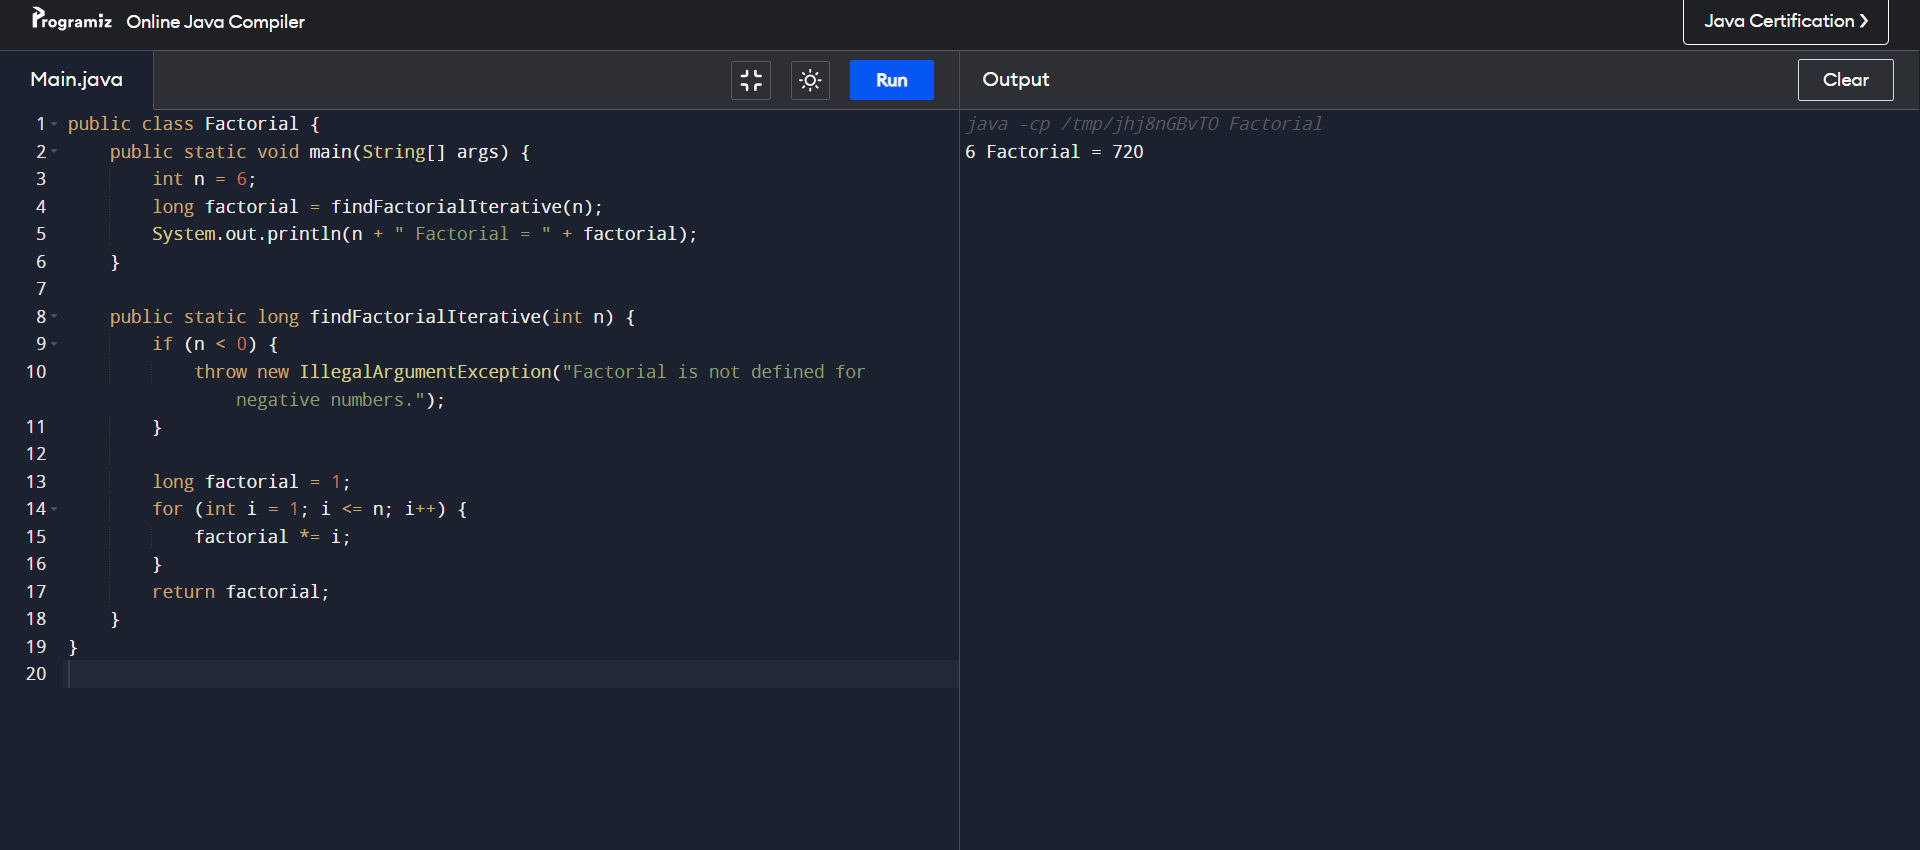 Programiz Online Java Compiler
Java Certification ❯
Main.java
Run
Output
Clear
1 public class Factorial {
2     public static void main(String[] args) {
3         int n = 6;
4         long factorial = findFactorialIterative(n);
5         System.out.println(n + " Factorial = " + factorial);
6     }
7
8     public static long findFactorialIterative(int n) {
9         if (n < 0) {
10             throw new IllegalArgumentException("Factorial is not defined for
                negative numbers.");
11         }
12
13         long factorial = 1;
14         for (int i = 1; i <= n; i++) {
15             factorial *= i;
16         }
17         return factorial;
18     }
19 }
20
java -cp /tmp/jhj8nGBvTO Factorial
6 Factorial = 720